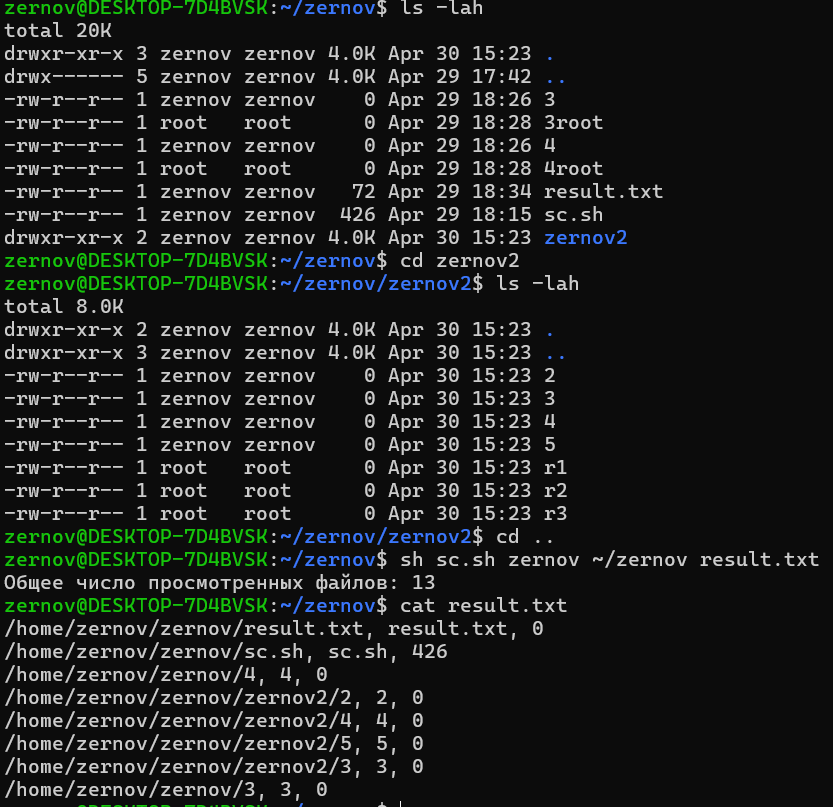 zernov@DESKTOP-7D4BVSK:~/zernov$ ls -lah
total 20K
drwxr-xr-x 3 zernov zernov 4.0K Apr 30 15:23 .
drwx------ 5 zernov zernov 4.0K Apr 29 17:42 ..
-rw-r--r-- 1 zernov zernov    0 Apr 29 18:26 3
-rw-r--r-- 1 root   root      0 Apr 29 18:28 3root
-rw-r--r-- 1 zernov zernov    0 Apr 29 18:26 4
-rw-r--r-- 1 root   root      0 Apr 29 18:28 4root
-rw-r--r-- 1 zernov zernov   72 Apr 29 18:34 result.txt
-rw-r--r-- 1 zernov zernov  426 Apr 29 18:15 sc.sh
drwxr-xr-x 2 zernov zernov 4.0K Apr 30 15:23 zernov2
zernov@DESKTOP-7D4BVSK:~/zernov$ cd zernov2
zernov@DESKTOP-7D4BVSK:~/zernov/zernov2$ ls -lah
total 8.0K
drwxr-xr-x 2 zernov zernov 4.0K Apr 30 15:23 .
drwxr-xr-x 3 zernov zernov 4.0K Apr 30 15:23 ..
-rw-r--r-- 1 zernov zernov    0 Apr 30 15:23 2
-rw-r--r-- 1 zernov zernov    0 Apr 30 15:23 3
-rw-r--r-- 1 zernov zernov    0 Apr 30 15:23 4
-rw-r--r-- 1 zernov zernov    0 Apr 30 15:23 5
-rw-r--r-- 1 root   root      0 Apr 30 15:23 r1
-rw-r--r-- 1 root   root      0 Apr 30 15:23 r2
-rw-r--r-- 1 root   root      0 Apr 30 15:23 r3
zernov@DESKTOP-7D4BVSK:~/zernov/zernov2$ cd ..
zernov@DESKTOP-7D4BVSK:~/zernov$ sh sc.sh zernov ~/zernov result.txt
Общее число просмотренных файлов: 13
zernov@DESKTOP-7D4BVSK:~/zernov$ cat result.txt
/home/zernov/zernov/result.txt, result.txt, 0
/home/zernov/zernov/sc.sh, sc.sh, 426
/home/zernov/zernov/4, 4, 0
/home/zernov/zernov/zernov2/2, 2, 0
/home/zernov/zernov/zernov2/4, 4, 0
/home/zernov/zernov/zernov2/5, 5, 0
/home/zernov/zernov/zernov2/3, 3, 0
/home/zernov/zernov/3, 3, 0